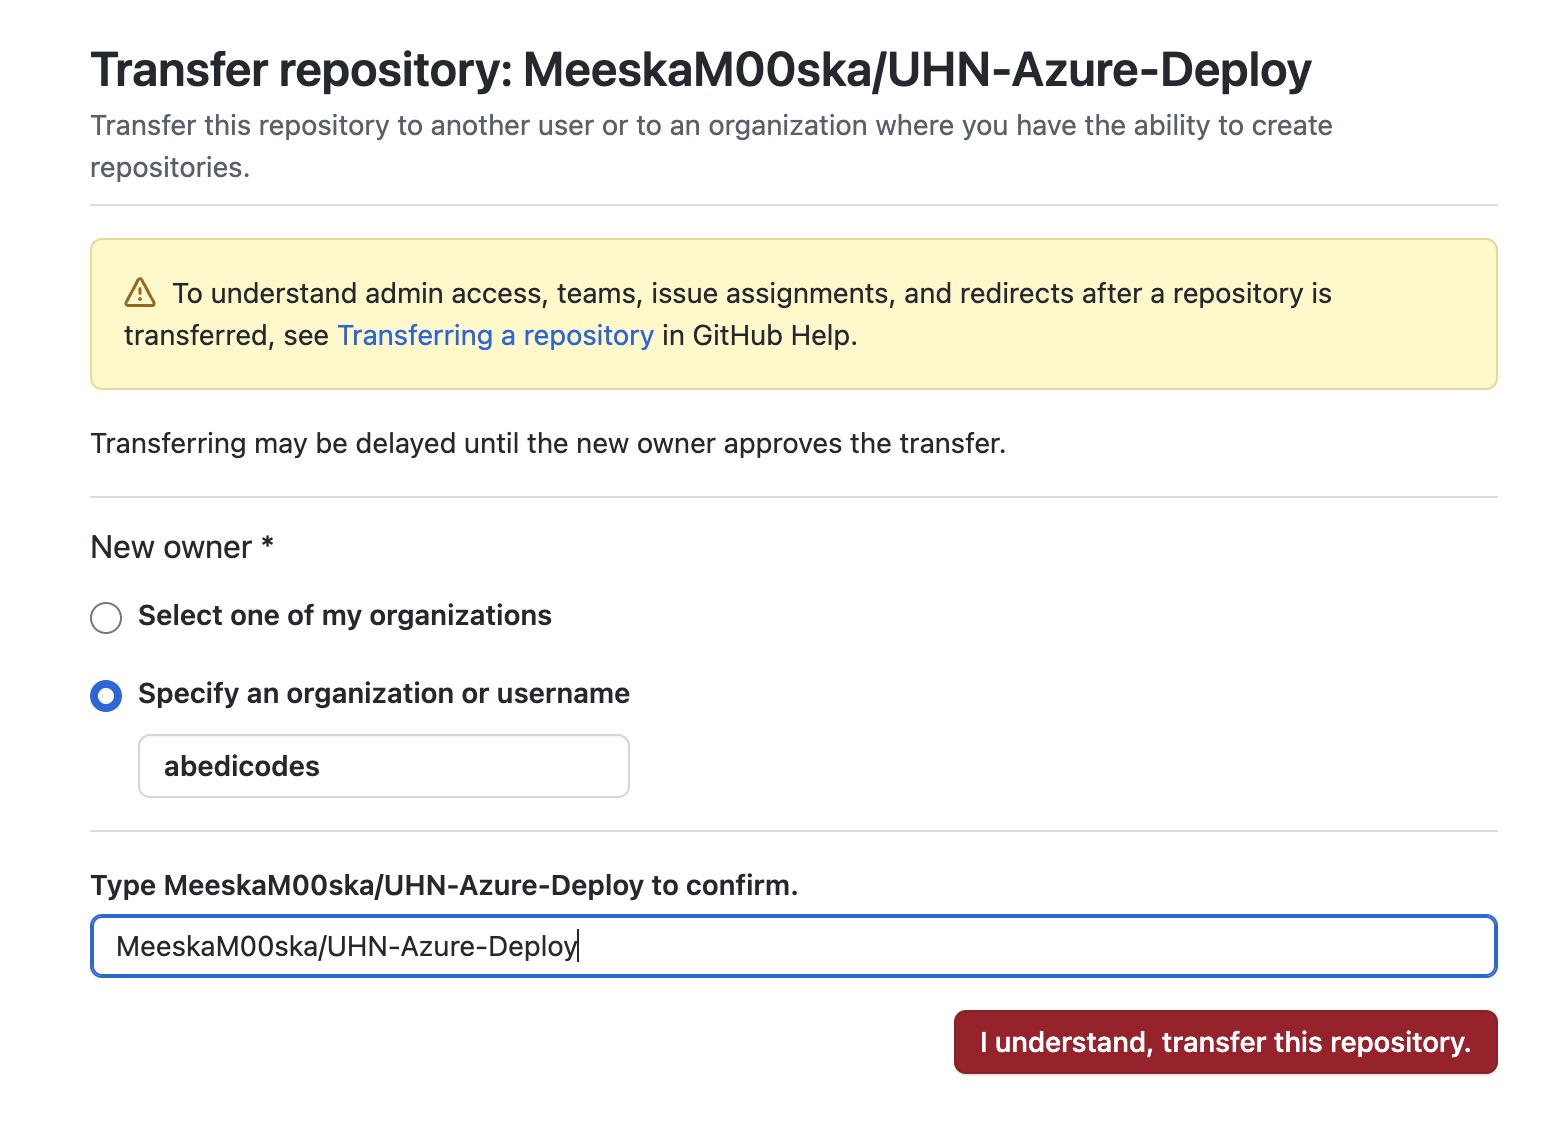 Transfer repository: MeeskaM00ska/UHN-Azure-Deploy
Transfer this repository to another user or to an organization where you have the ability to create
repositories.
To understand admin access, teams, issue assignments, and redirects after a repository is
transferred, see Transferring a repository in GitHub Help.
Transferring may be delayed until the new owner approves the transfer.
New owner *
Select one of my organizations
Specify an organization or username
abedicodes
Type MeeskaM00ska/UHN-Azure-Deploy to confirm.
MeeskaM00ska/UHN-Azure-Deploy
I understand, transfer this repository.